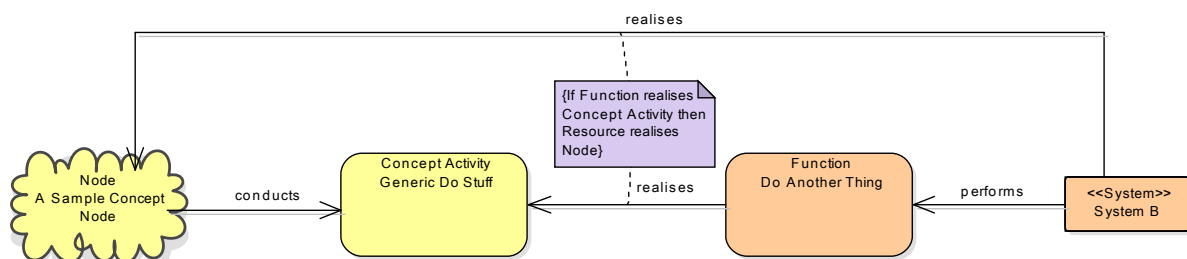 realises
{If Function realises
Concept Activity then
Resource realises
Node}
Node
A Sample Concept
Node
conducts
Concept Activity
Generic Do Stuff
realises
Function
Do Another Thing
performs
<<System>>
System B